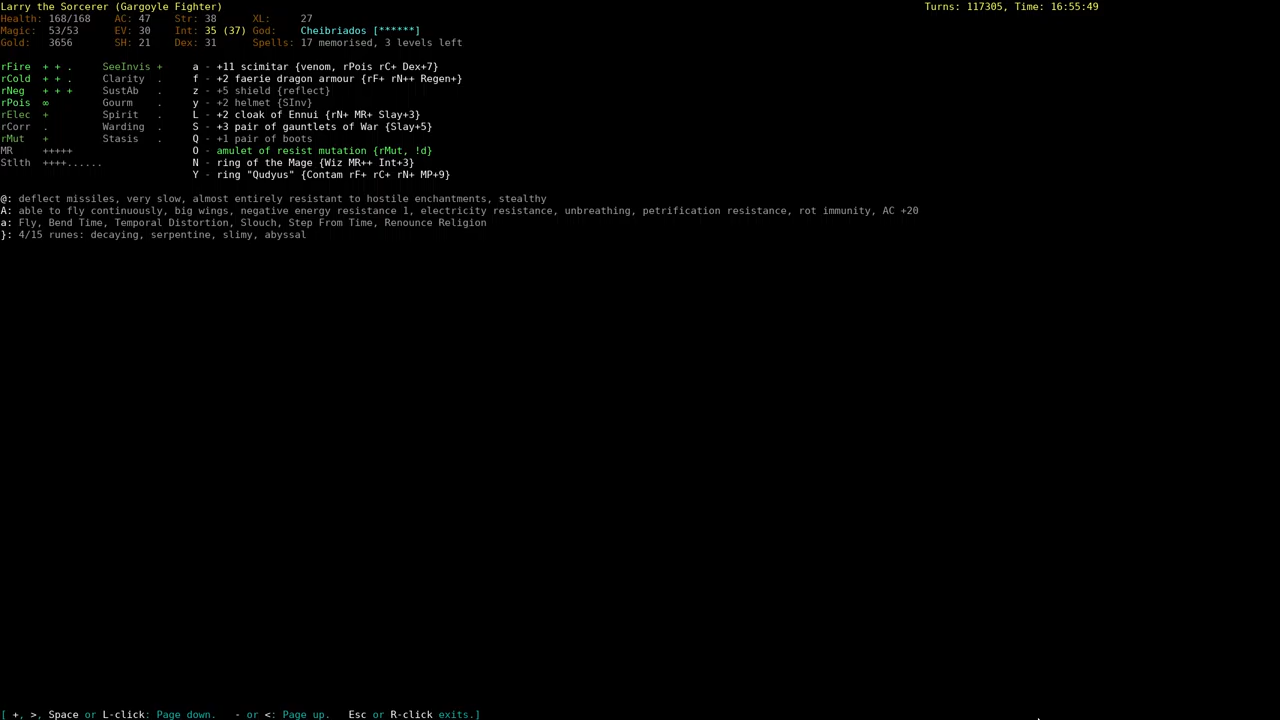 Larry the Sorcerer (Gargoyle Fighter) Turns: 117305, Time: 16:55:49
Health: 168/168 AC: 47 Str: 38 XL: 27
Magic: 53/53 EV: 30 Int: 35 (37) God: Cheibriados [******]
Gold: 3656 SH: 21 Dex: 31 Spells: 17 memorised, 3 levels left
rFire + + . SeeInvis + a - +11 scimitar {venom, rPois rC+ Dex+7}
rCold + + . Clarity . f - +2 faerie dragon armour {rF+ rN++ Regen+}
rNeg + + + SustAb . z - +5 shield {reflect}
rPois ∞ Gourm . y - +2 helmet {SInv}
rElec + Spirit . L - +2 cloak of Ennui {rN+ MR+ Slay+3}
rCorr . Warding . S - +3 pair of gauntlets of War {Slay+5}
rMut + Stasis . Q - +1 pair of boots
MR +++++ O - amulet of resist mutation {rMut, !d}
Stlth ++++...... N - ring of the Mage {Wiz MR++ Int+3}
Y - ring "Qudyus" {Contam rF+ rC+ rN+ MP+9}
@: deflect missiles, very slow, almost entirely resistant to hostile enchantments, stealthy
A: able to fly continuously, big wings, negative energy resistance 1, electricity resistance, unbreathing, petrification resistance, rot immunity, AC +20
a: Fly, Bend Time, Temporal Distortion, Slouch, Step From Time, Renounce Religion
}: 4/15 runes: decaying, serpentine, slimy, abyssal
[ +, >, Space or L-click: Page down. - or <: Page up. Esc or R-click exits.]